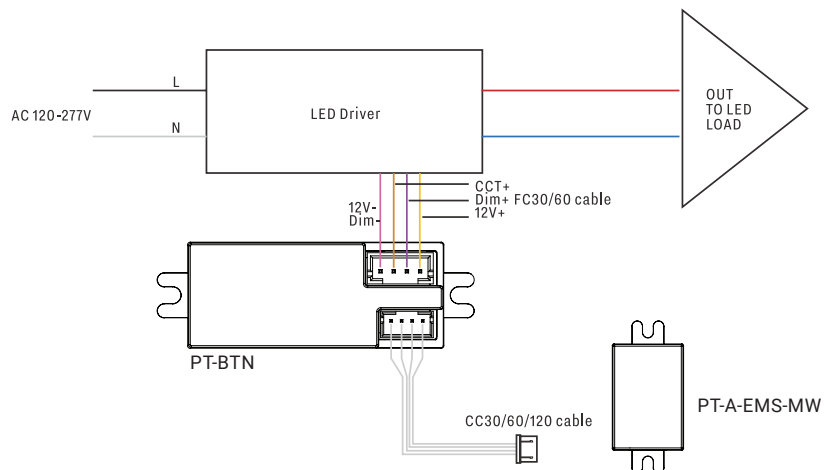 L
AC 120-277V
N
LED Driver
OUT
TO LED
LOAD
CCT+
Dim+ FC30/60 cable
12V+
12V-
Dim-
PT-BTN
CC30/60/120 cable
PT-A-EMS-MW